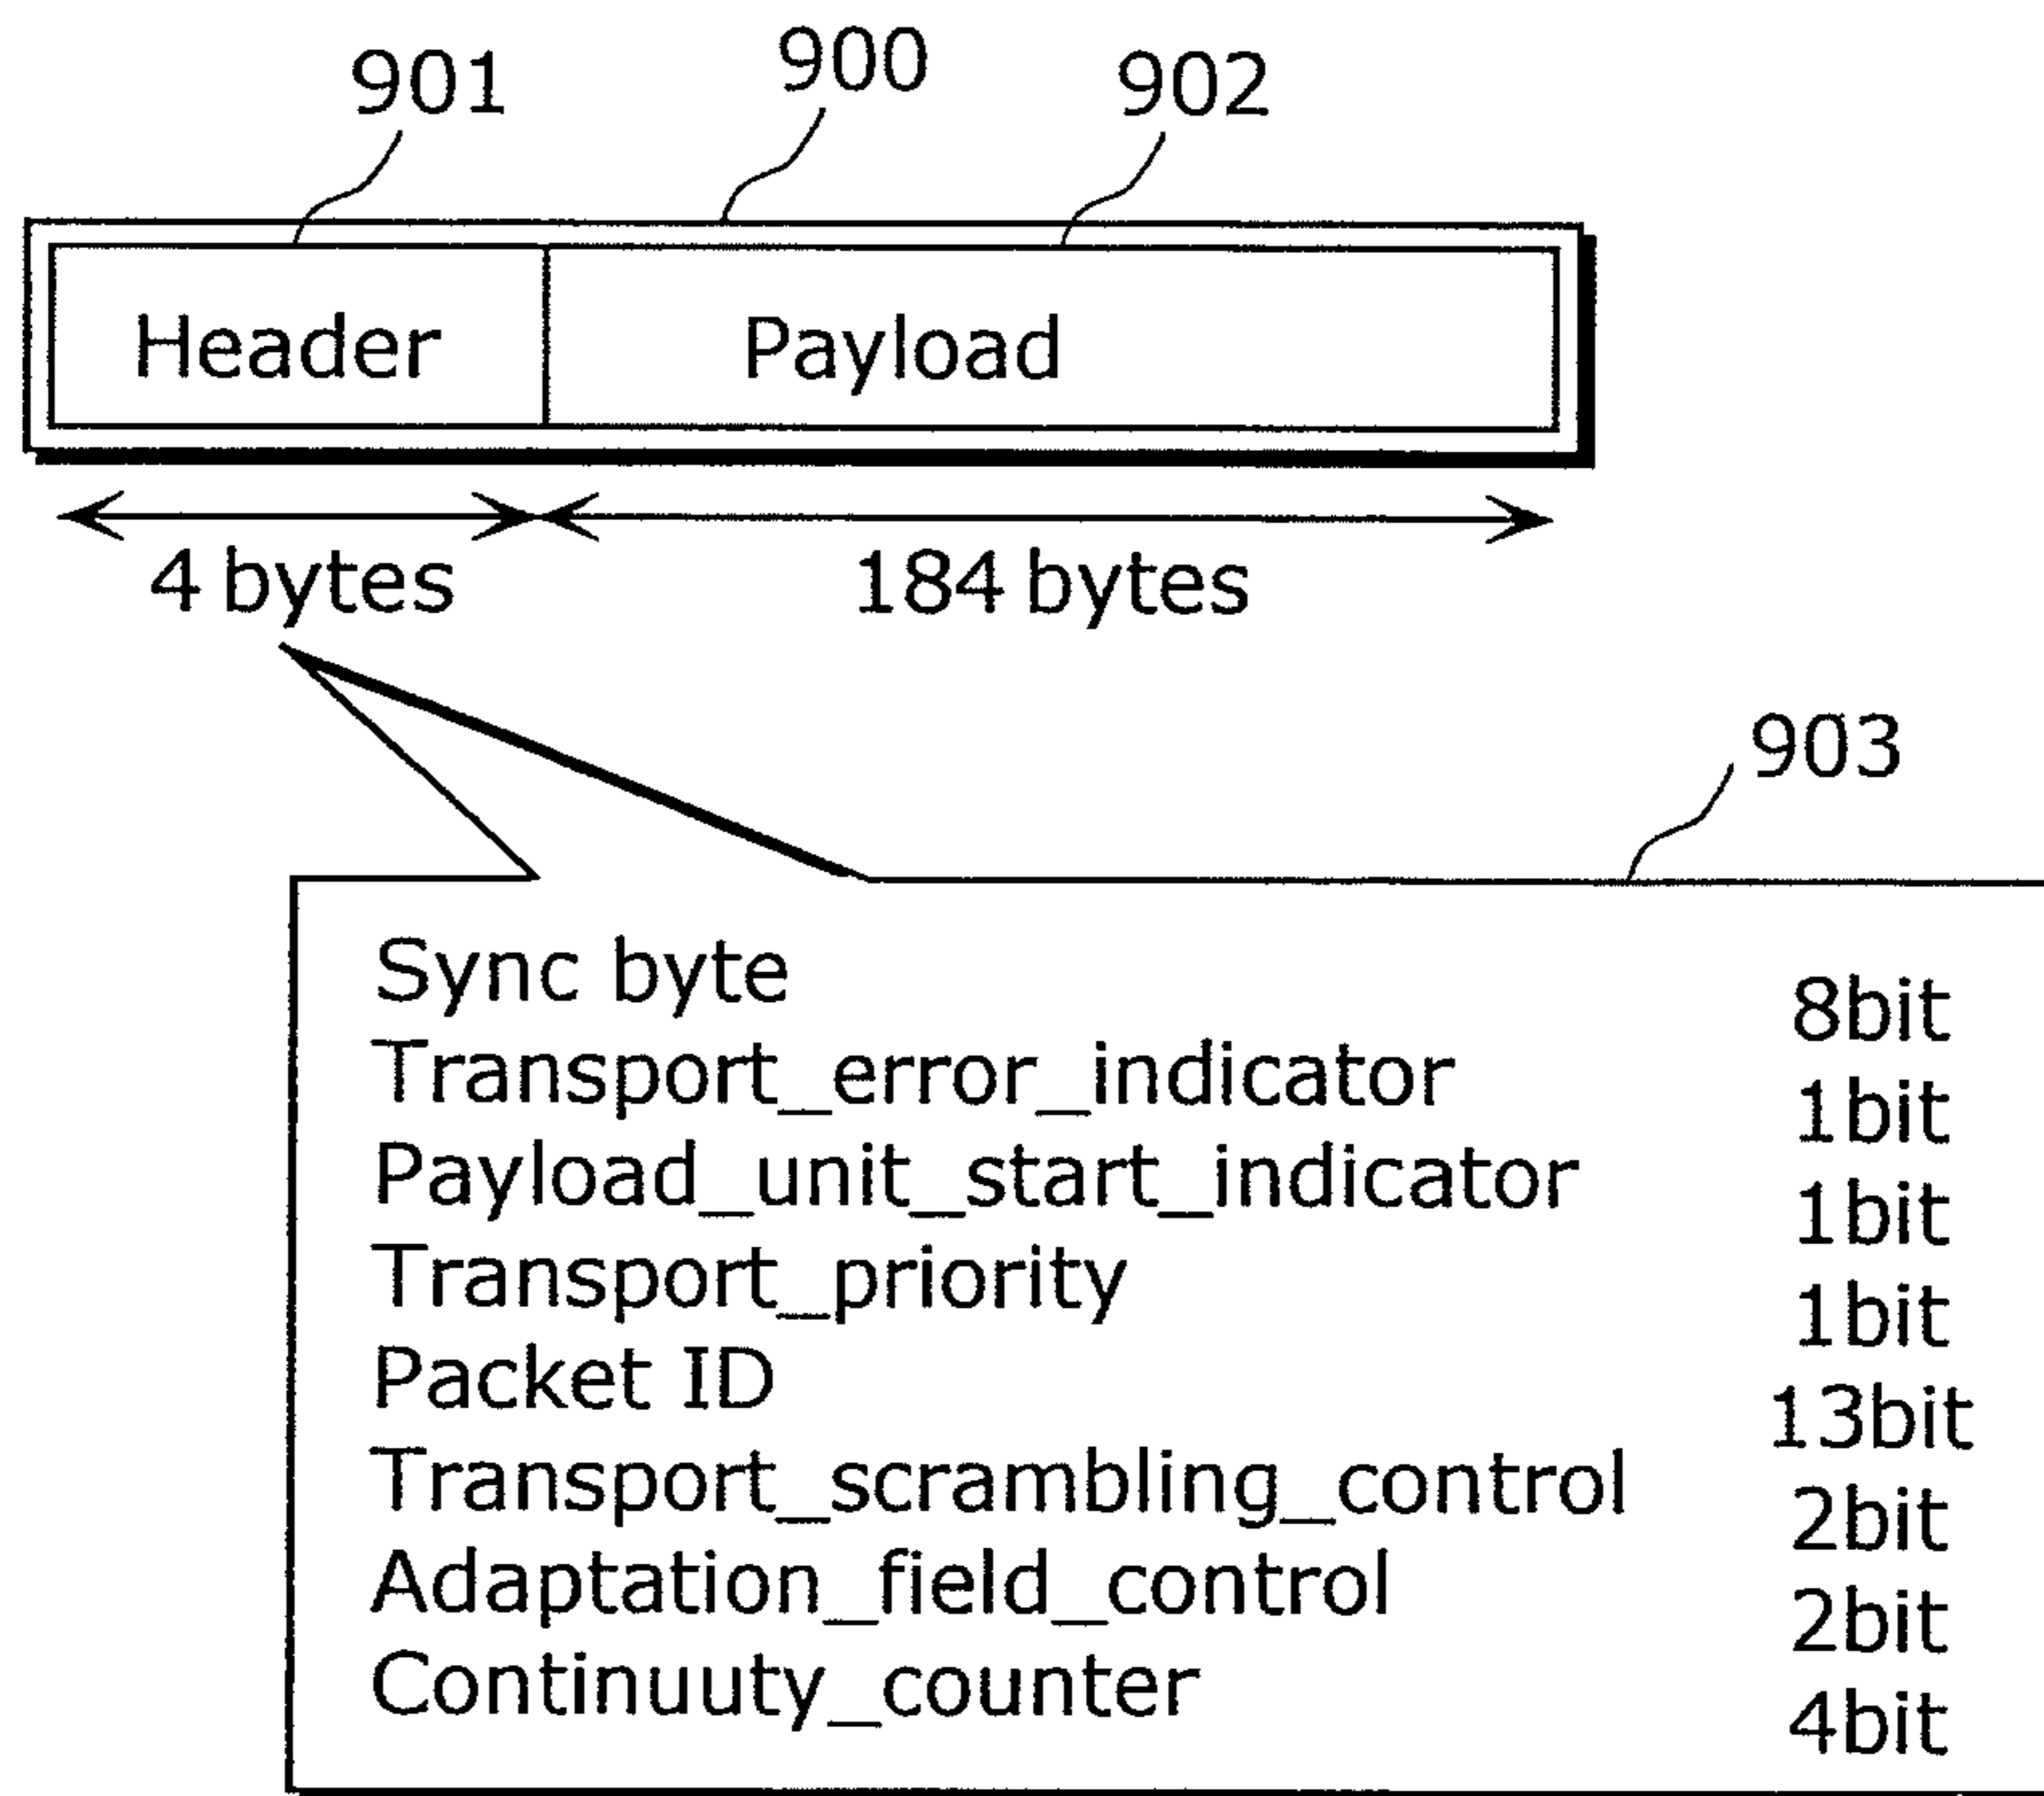 901 900 902
Header Payload
4 bytes 184 bytes
903
Sync byte 8bit
Transport_error_indicator 1bit
Payload_unit_start_indicator 1bit
Transport_priority 1bit
Packet ID 13bit
Transport_scrambling_control 2bit
Adaptation_field_control 2bit
Continuuty_counter 4bit